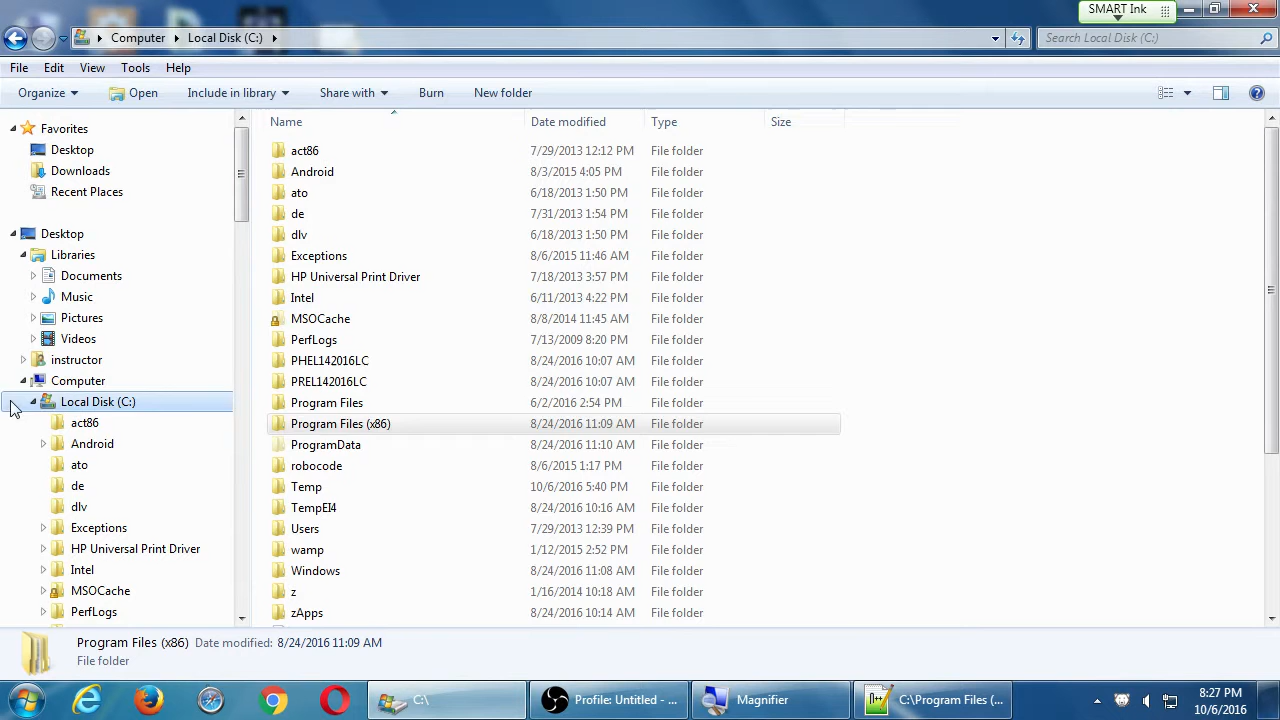 SMART Ink
Computer Local Disk (C:) Search Local Disk (C:)
File Edit View Tools Help
Organize Open Include in library Share with Burn New folder
Name Date modified Type Size
Favorites
Desktop
Downloads
Recent Places
Desktop
Libraries
Documents
Music
Pictures
Videos
instructor
Computer
Local Disk (C:)
act86
Android
ato
de
dlv
Exceptions
HP Universal Print Driver
Intel
MSOCache
PerfLogs
act86 7/29/2013 12:12 PM File folder
Android 8/3/2015 4:05 PM File folder
ato 6/18/2013 1:50 PM File folder
de 7/31/2013 1:54 PM File folder
dlv 6/18/2013 1:50 PM File folder
Exceptions 8/6/2015 11:46 AM File folder
HP Universal Print Driver 7/18/2013 3:57 PM File folder
Intel 6/11/2013 4:22 PM File folder
MSOCache 8/8/2014 11:45 AM File folder
PerfLogs 7/13/2009 8:20 PM File folder
PHEL142016LC 8/24/2016 10:07 AM File folder
PREL142016LC 8/24/2016 10:07 AM File folder
Program Files 6/2/2016 2:54 PM File folder
Program Files (x86) 8/24/2016 11:09 AM File folder
ProgramData 8/24/2016 11:10 AM File folder
robocode 8/6/2015 1:17 PM File folder
Temp 10/6/2016 5:40 PM File folder
TempEI4 8/24/2016 10:16 AM File folder
Users 7/29/2013 12:39 PM File folder
wamp 1/12/2015 2:52 PM File folder
Windows 8/24/2016 11:08 AM File folder
z 1/16/2014 10:18 AM File folder
zApps 8/24/2016 10:14 AM File folder
Program Files (x86) Date modified: 8/24/2016 11:09 AM
File folder
C:\ Profile: Untitled - ... Magnifier C:\Program Files (... 8:27 PM
10/6/2016